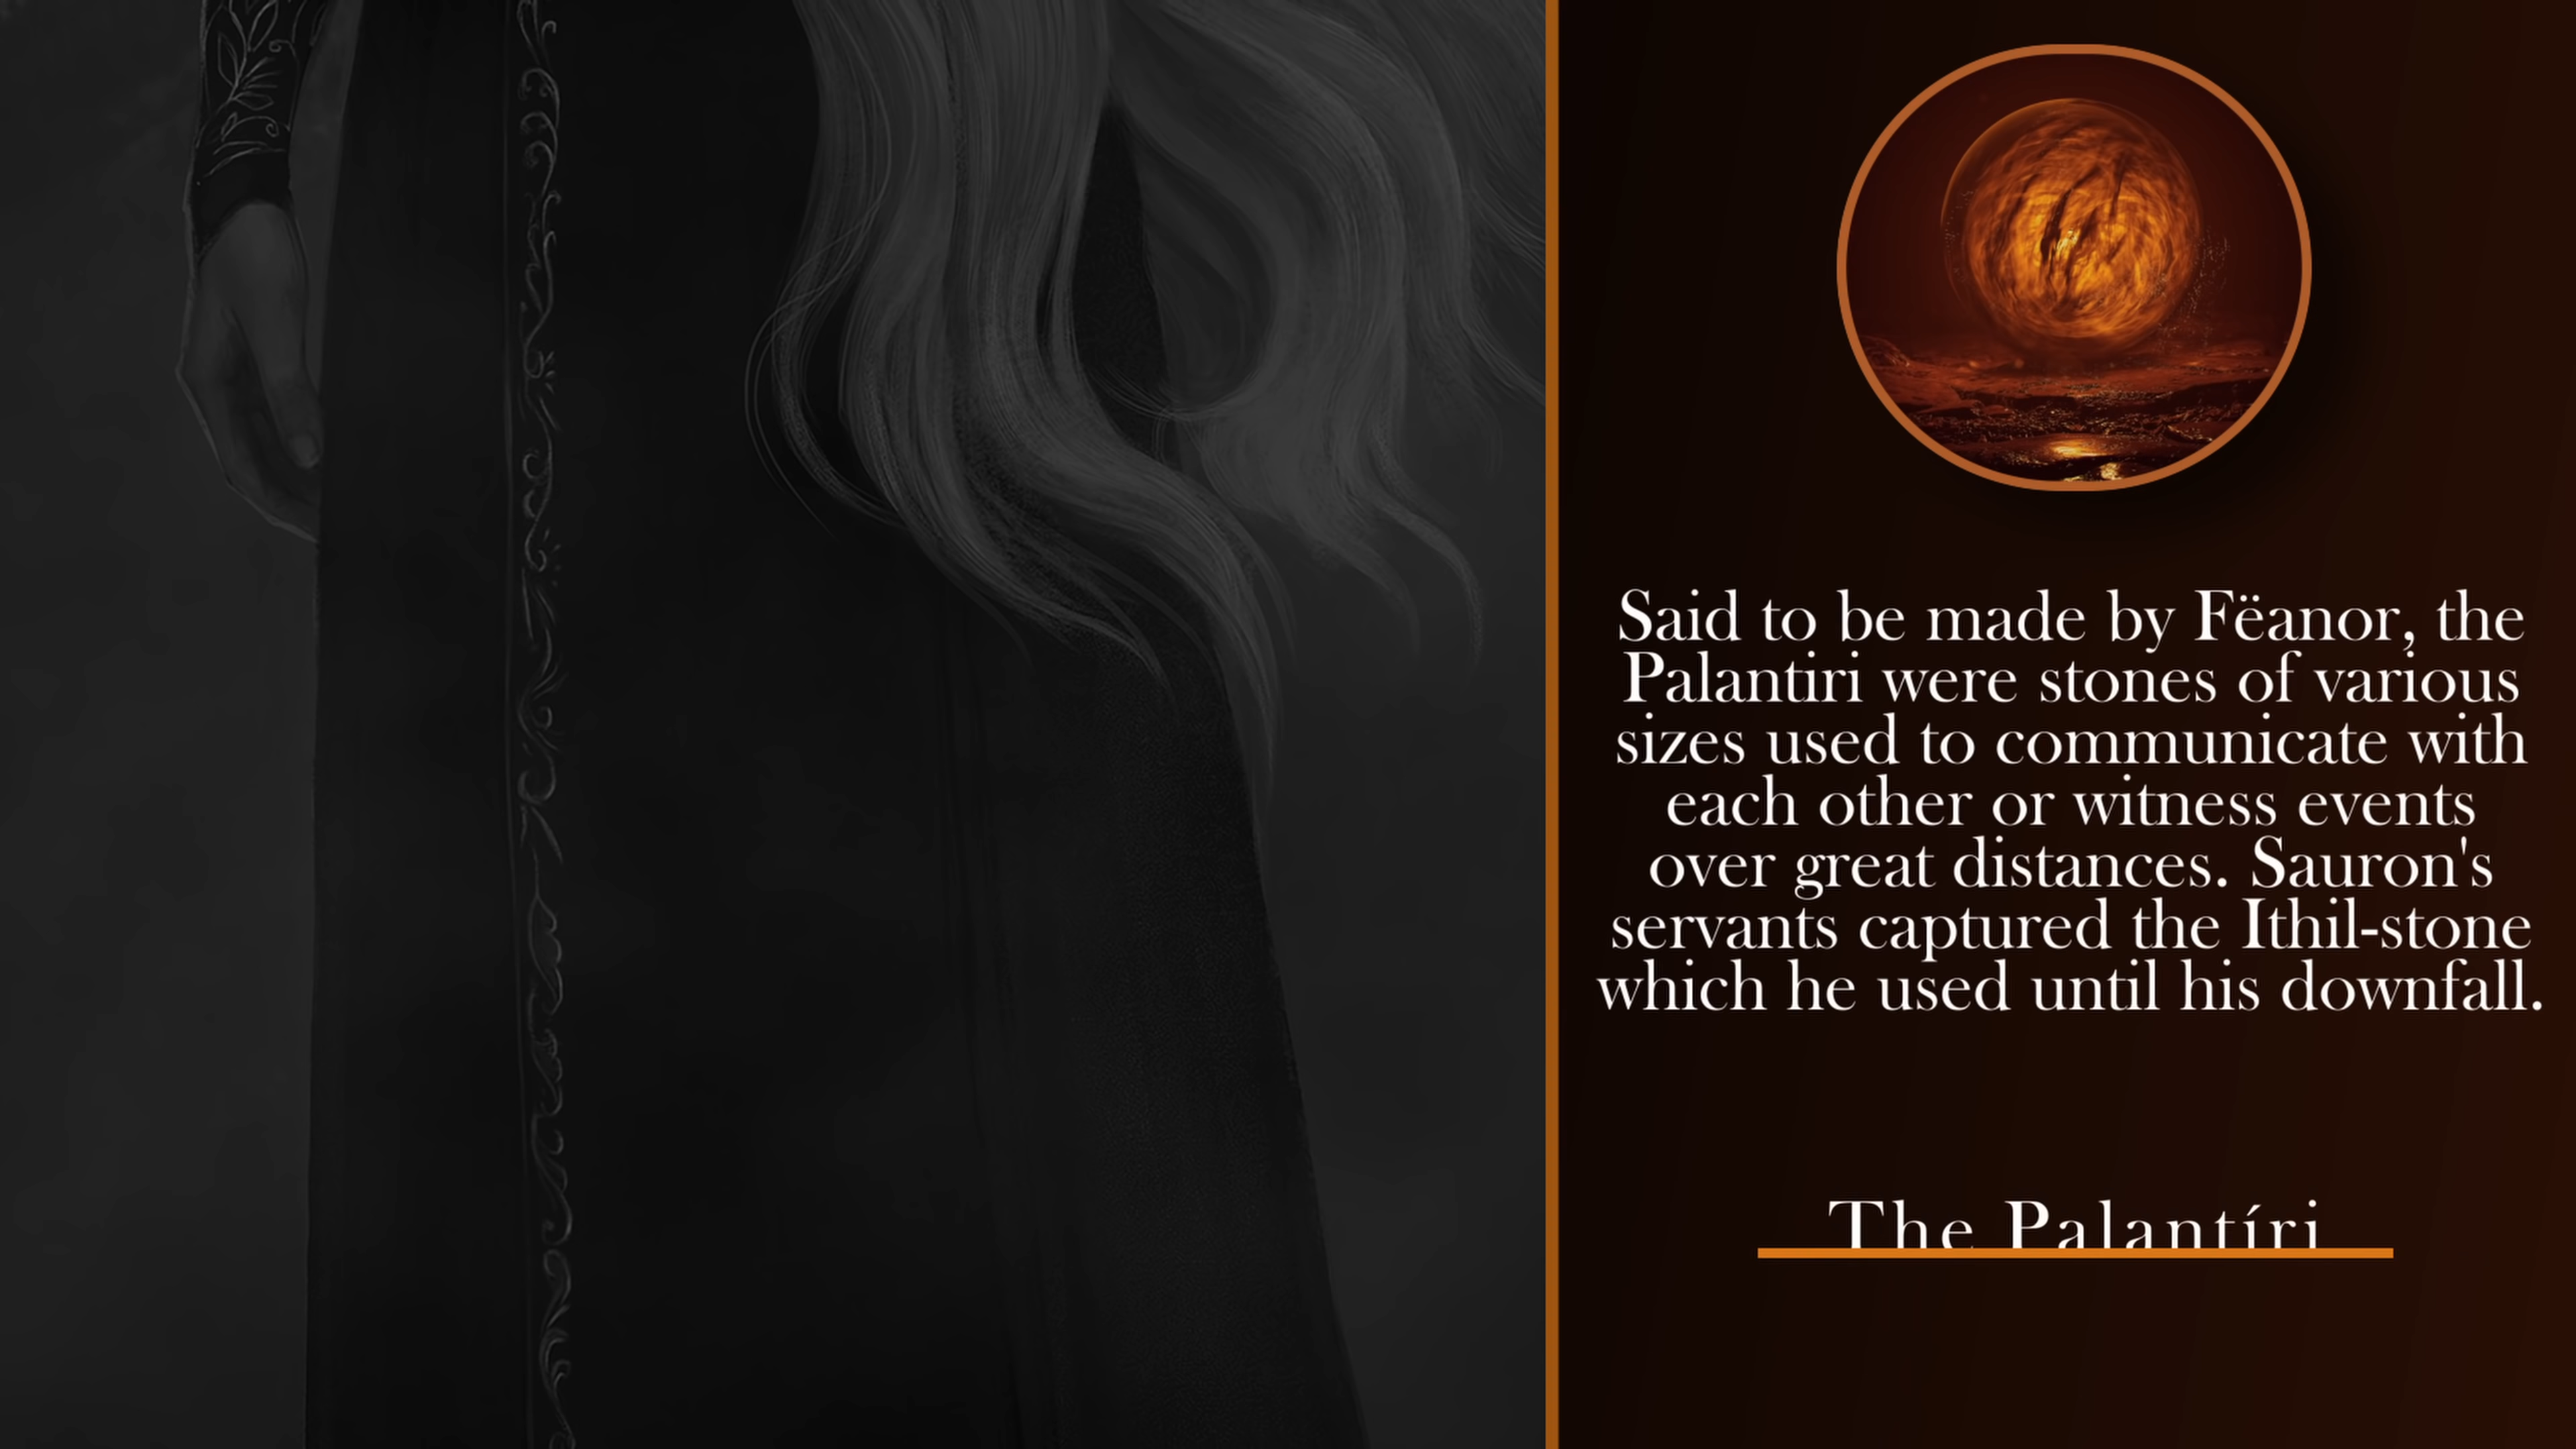 Said to be made by Fëanor, the
Palantiri were stones of various
sizes used to communicate with
each other or witness events
over great distances. Sauron's
servants captured the Ithil-stone
which he used until his downfall.
The Palantíri